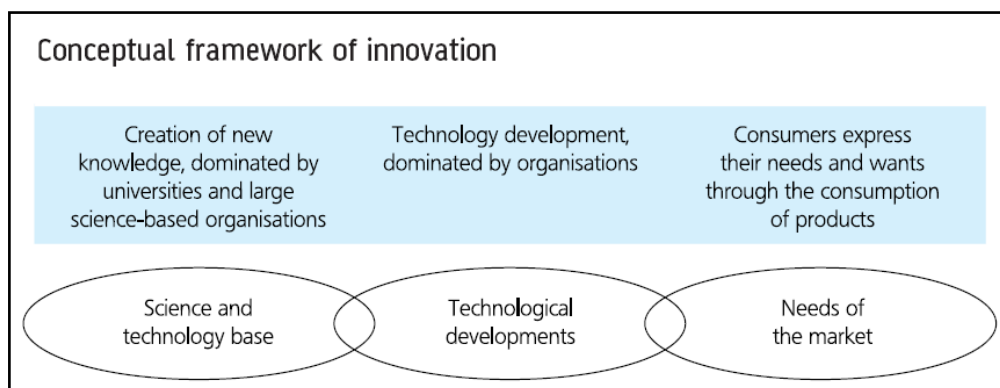 Conceptual framework of innovation
Creation of new
knowledge, dominated by
universities and large
science-based organisations
Technology development,
dominated by organisations
Consumers express
their needs and wants
through the consumption
of products
Science and
technology base
Technological
developments
Needs of
the market